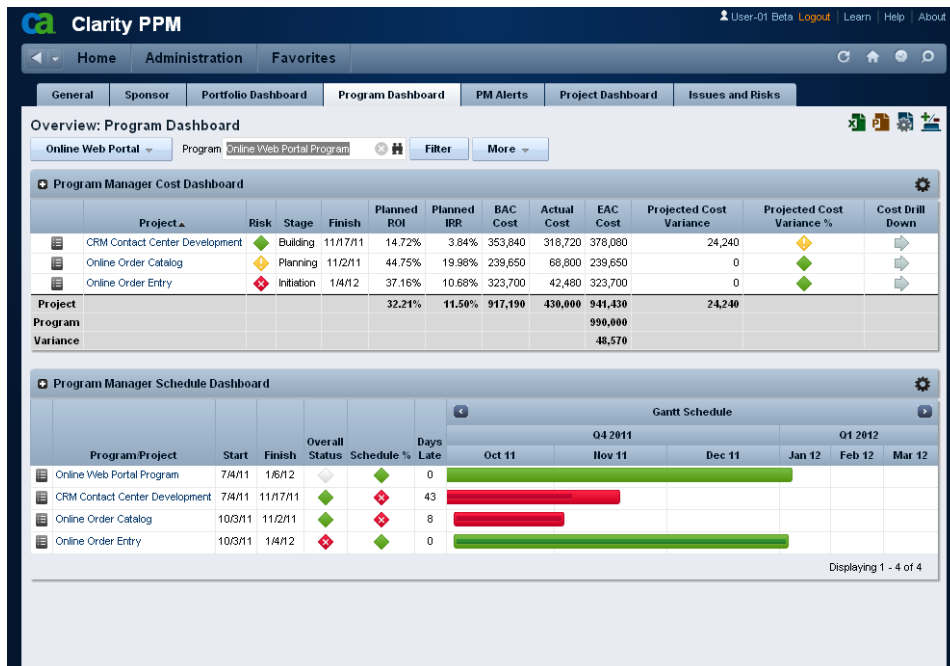 ca Clarity PPM
User-01 Beta Logout | Learn | Help | About
Home Administration Favorites
General Sponsor Portfolio Dashboard Program Dashboard PM Alerts Project Dashboard Issues and Risks
Overview: Program Dashboard
Online Web Portal Program Online Web Portal Program Filter More
Program Manager Cost Dashboard
Project Risk Stage Finish Planned ROI Planned IRR BAC Cost Actual Cost EAC Cost Projected Cost Variance Projected Cost Variance % Cost Drill Down
CRM Contact Center Development Building 11/17/11 14.72% 3.84% 353,840 318,720 378,080 24,240
Online Order Catalog Planning 11/2/11 44.75% 19.98% 239,650 68,800 239,650 0
Online Order Entry Initiation 1/4/12 37.16% 10.68% 323,700 42,480 323,700 0
Project 32.21% 11.50% 917,190 430,000 941,430 24,240
Program 990,000
Variance 48,570
Program Manager Schedule Dashboard
Gantt Schedule
Q4 2011 Q1 2012
Program/Project Start Finish Overall Status Schedule % Days Late Oct 11 Nov 11 Dec 11 Jan 12 Feb 12 Mar 12
Online Web Portal Program 7/4/11 1/6/12 0
CRM Contact Center Development 7/4/11 11/17/11 43
Online Order Catalog 10/3/11 11/2/11 8
Online Order Entry 10/3/11 1/4/12 0
Displaying 1 - 4 of 4